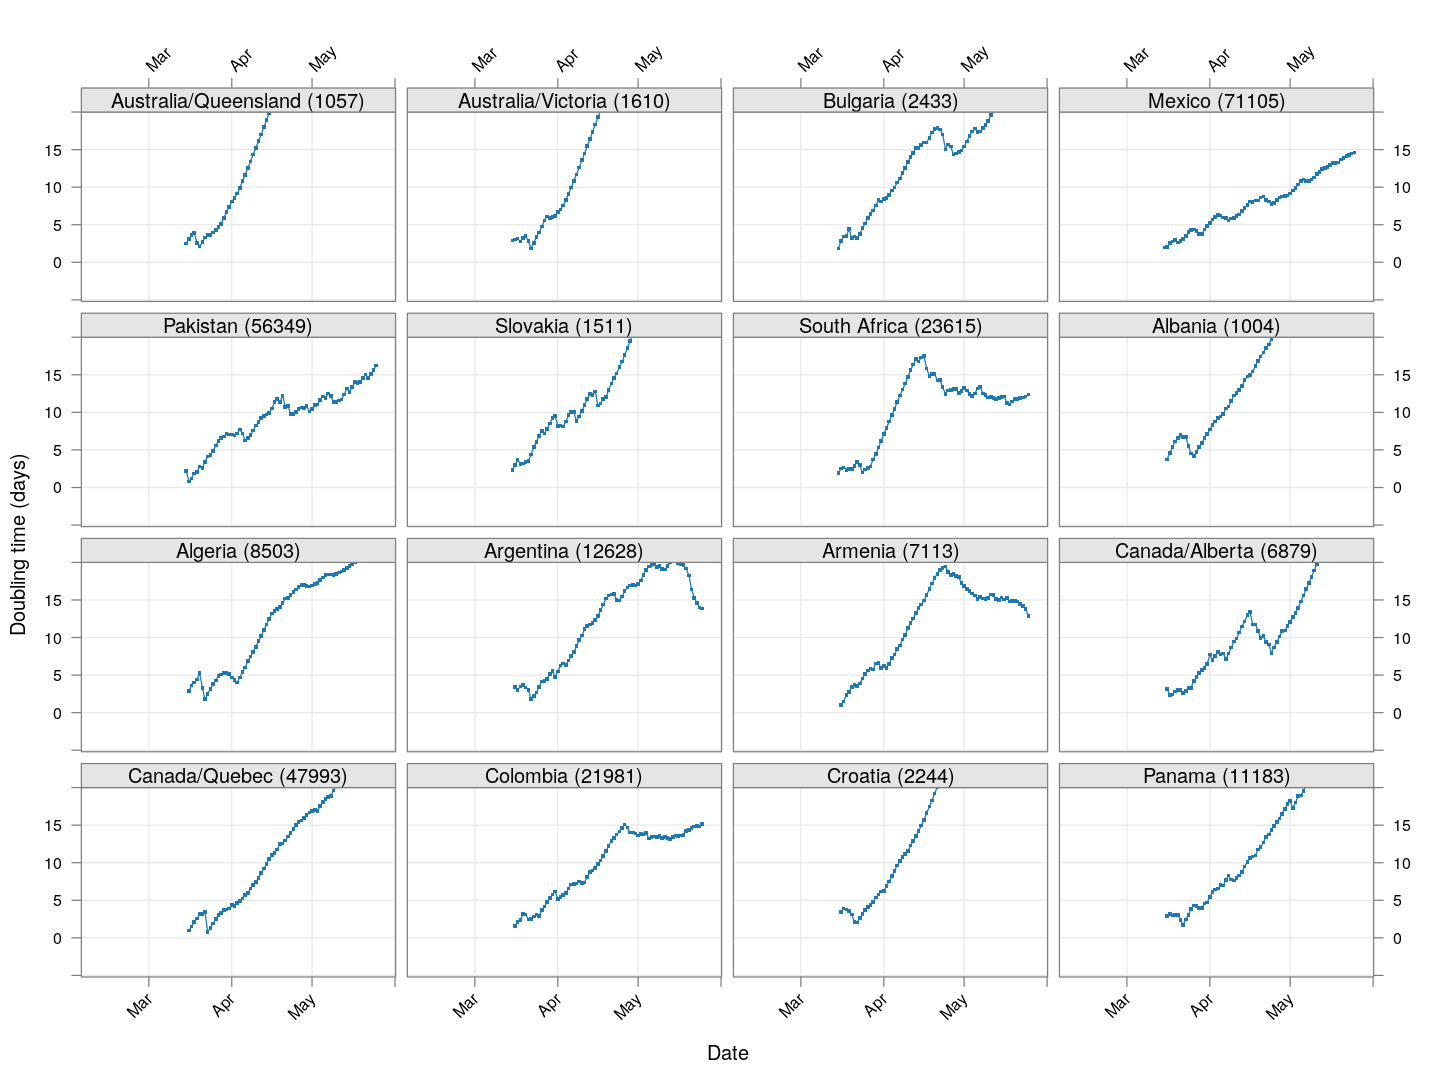 Mar Apr May Mar Apr May Mar Apr May Mar Apr May
Australia/Queensland (1057) Australia/Victoria (1610) Bulgaria (2433) Mexico (71105)
15 15
10 10
5 5
0 0
Pakistan (56349) Slovakia (1511) South Africa (23615) Albania (1004)
15 15
10 10
5 5
0 0
Doubling time (days)
Algeria (8503) Argentina (12628) Armenia (7113) Canada/Alberta (6879)
15 15
10 10
5 5
0 0
Canada/Quebec (47993) Colombia (21981) Croatia (2244) Panama (11183)
15 15
10 10
5 5
0 0
Mar Apr May Mar Apr May Mar Apr May Mar Apr May
Date